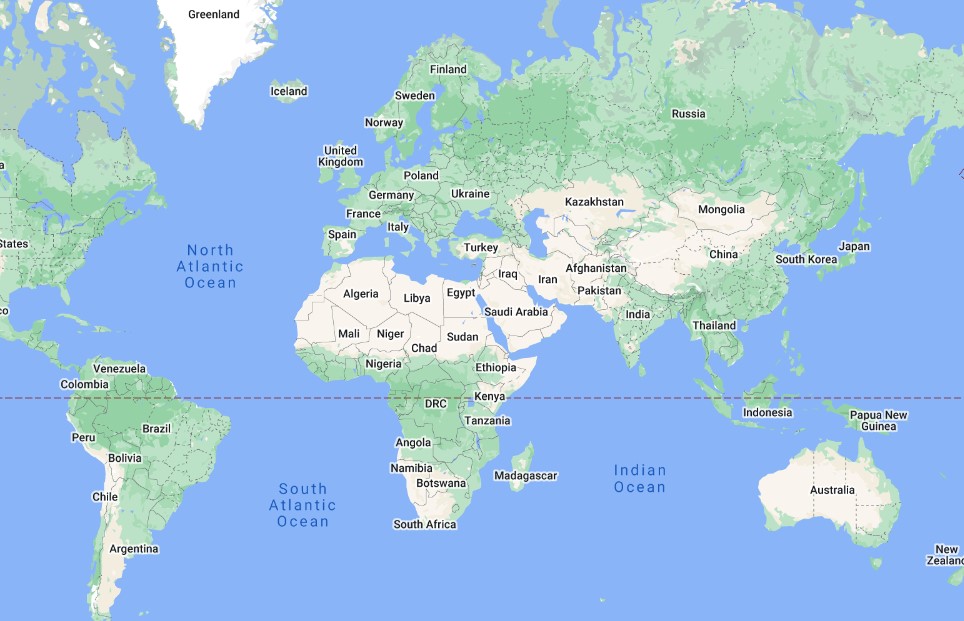 Greenland
Finland
Iceland
Sweden
Russia
Norway
United
Kingdom
a
Poland
Germany
Ukraine
Kazakhstan
Mongolia
France
Italy
Spain
States
Turkey
Japan
North
Atlantic
Ocean
China
South Korea
Iraq
Iran
Afghanistan
Pakistan
Algeria
Libya
Egypt
Saudi Arabia
co
India
Thailand
Mali
Niger
Sudan
Chad
Nigeria
Ethiopia
Venezuela
Colombia
DRC
Kenya
Indonesia
Papua New
Guinea
Tanzania
Brazil
Peru
Angola
Bolivia
Namibia
Botswana
Madagascar
Indian
Ocean
Australia
Chile
South
Atlantic
Ocean
South Africa
Argentina
New
Zealand